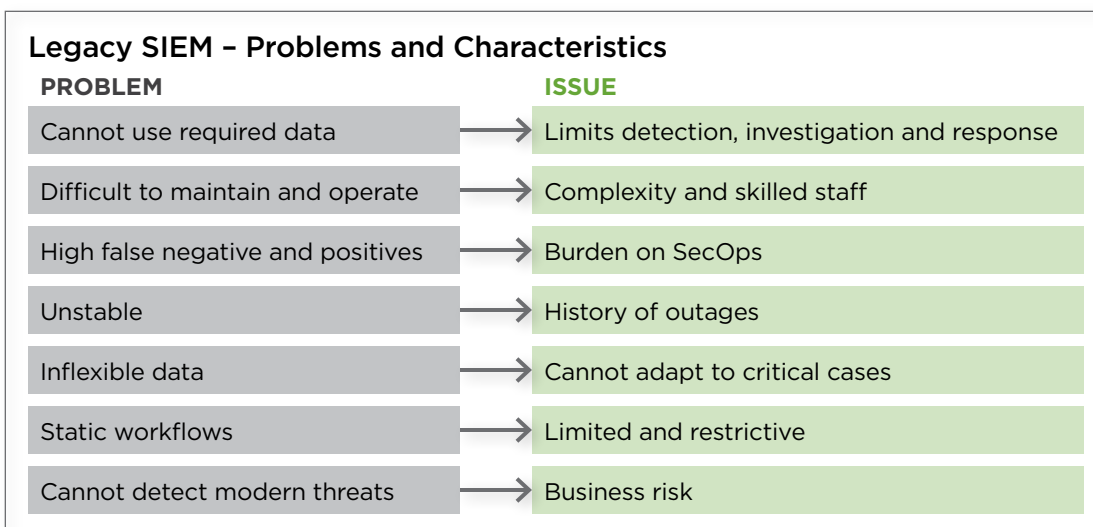 Legacy SIEM – Problems and Characteristics
PROBLEM ISSUE
Cannot use required data Limits detection, investigation and response
Difficult to maintain and operate Complexity and skilled staff
High false negative and positives Burden on SecOps
Unstable History of outages
Inflexible data Cannot adapt to critical cases
Static workflows Limited and restrictive
Cannot detect modern threats Business risk